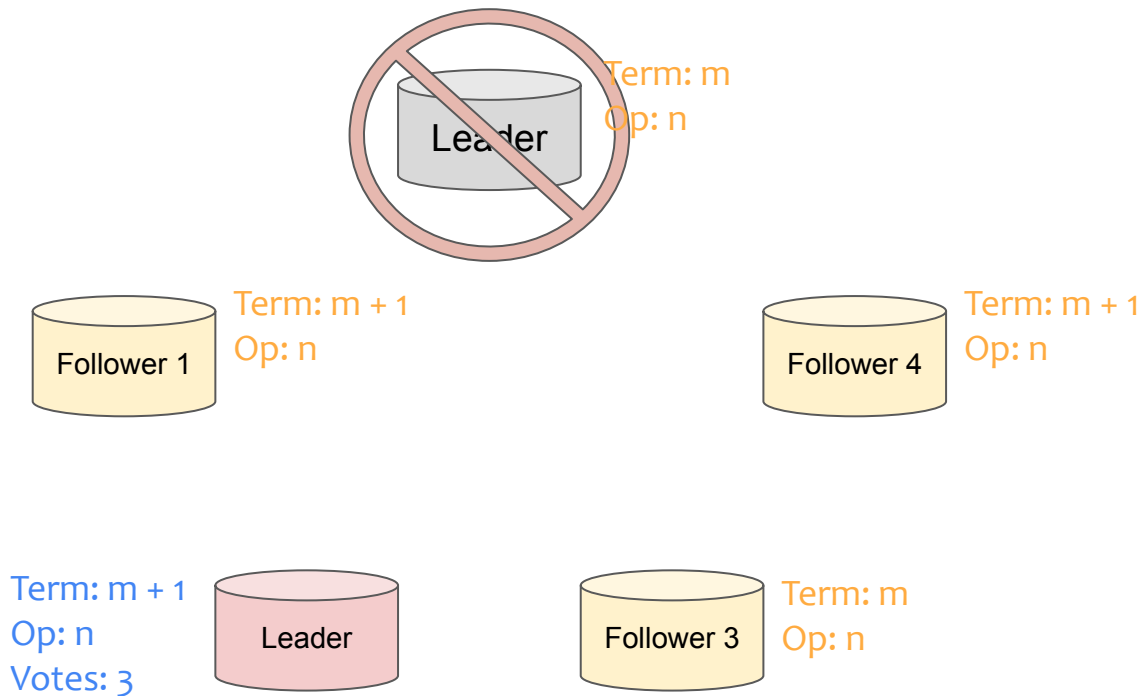 Term: m
Op: n
Leader
Term: m + 1
Op: n
Follower 1
Term: m + 1
Op: n
Follower 4
Term: m + 1
Op: n
Votes: 3
Leader
Follower 3
Term: m
Op: n